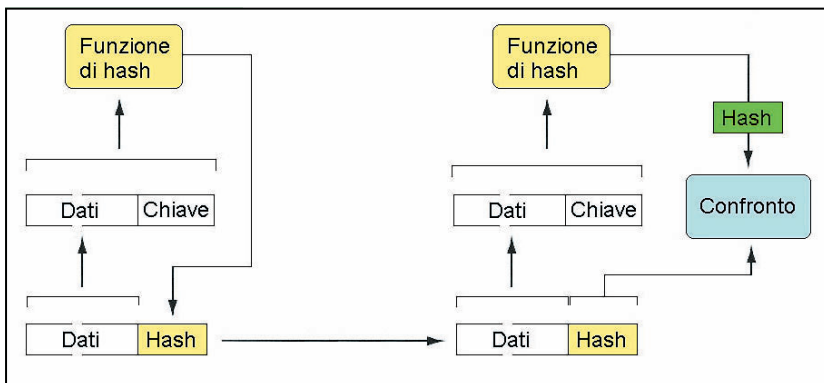 Funzione
di hash
Dati Chiave
Dati Hash
Funzione
di hash
Hash
Dati Chiave
Confronto
Dati Hash